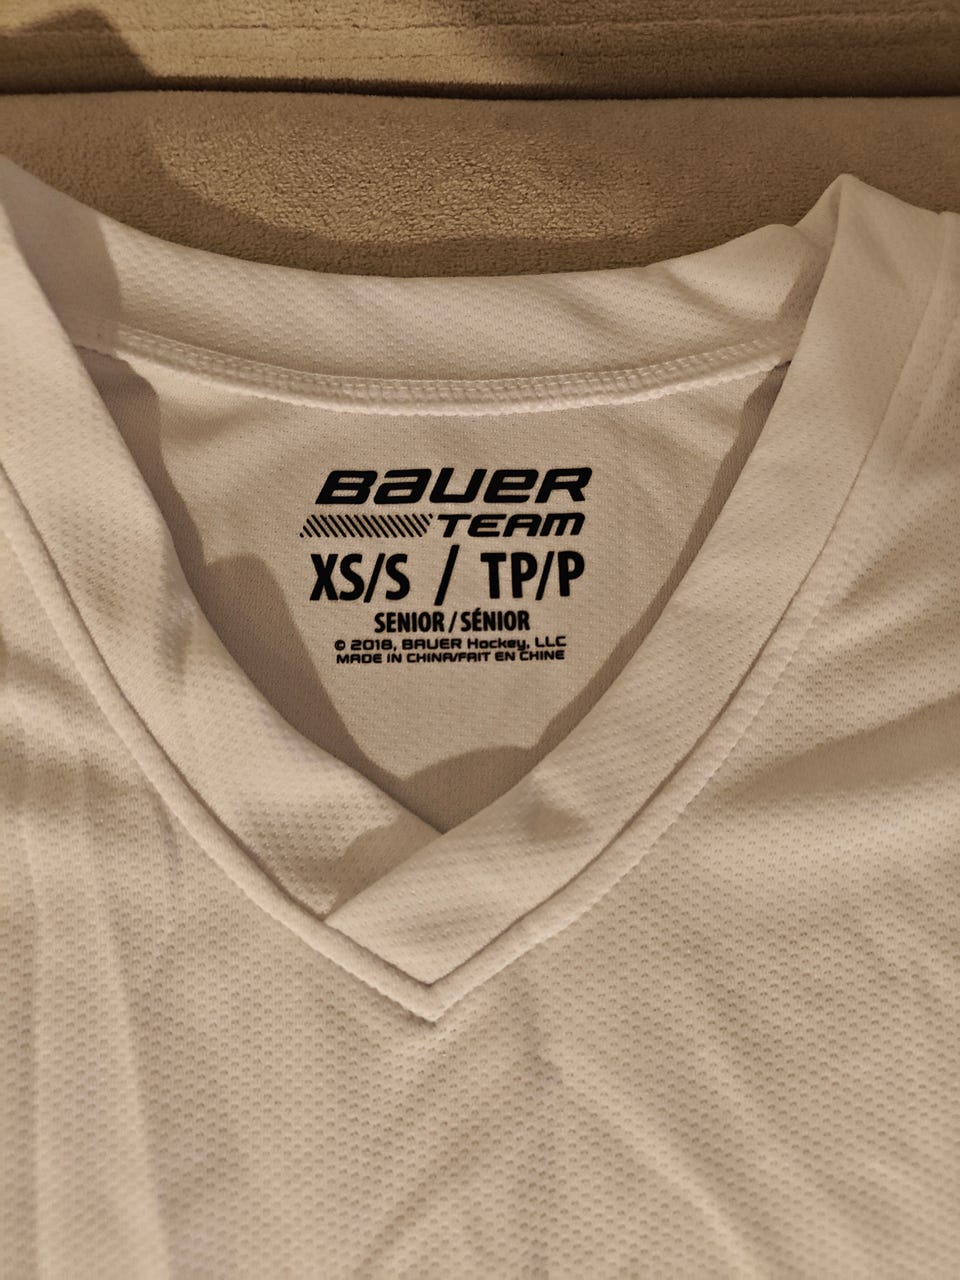 BAUER
TEAM
XS/S / TP/P
SENIOR / SÉNIOR
© 2018, BAUER Hockey, LLC
MADE IN CHINA/FAIT EN CHINE